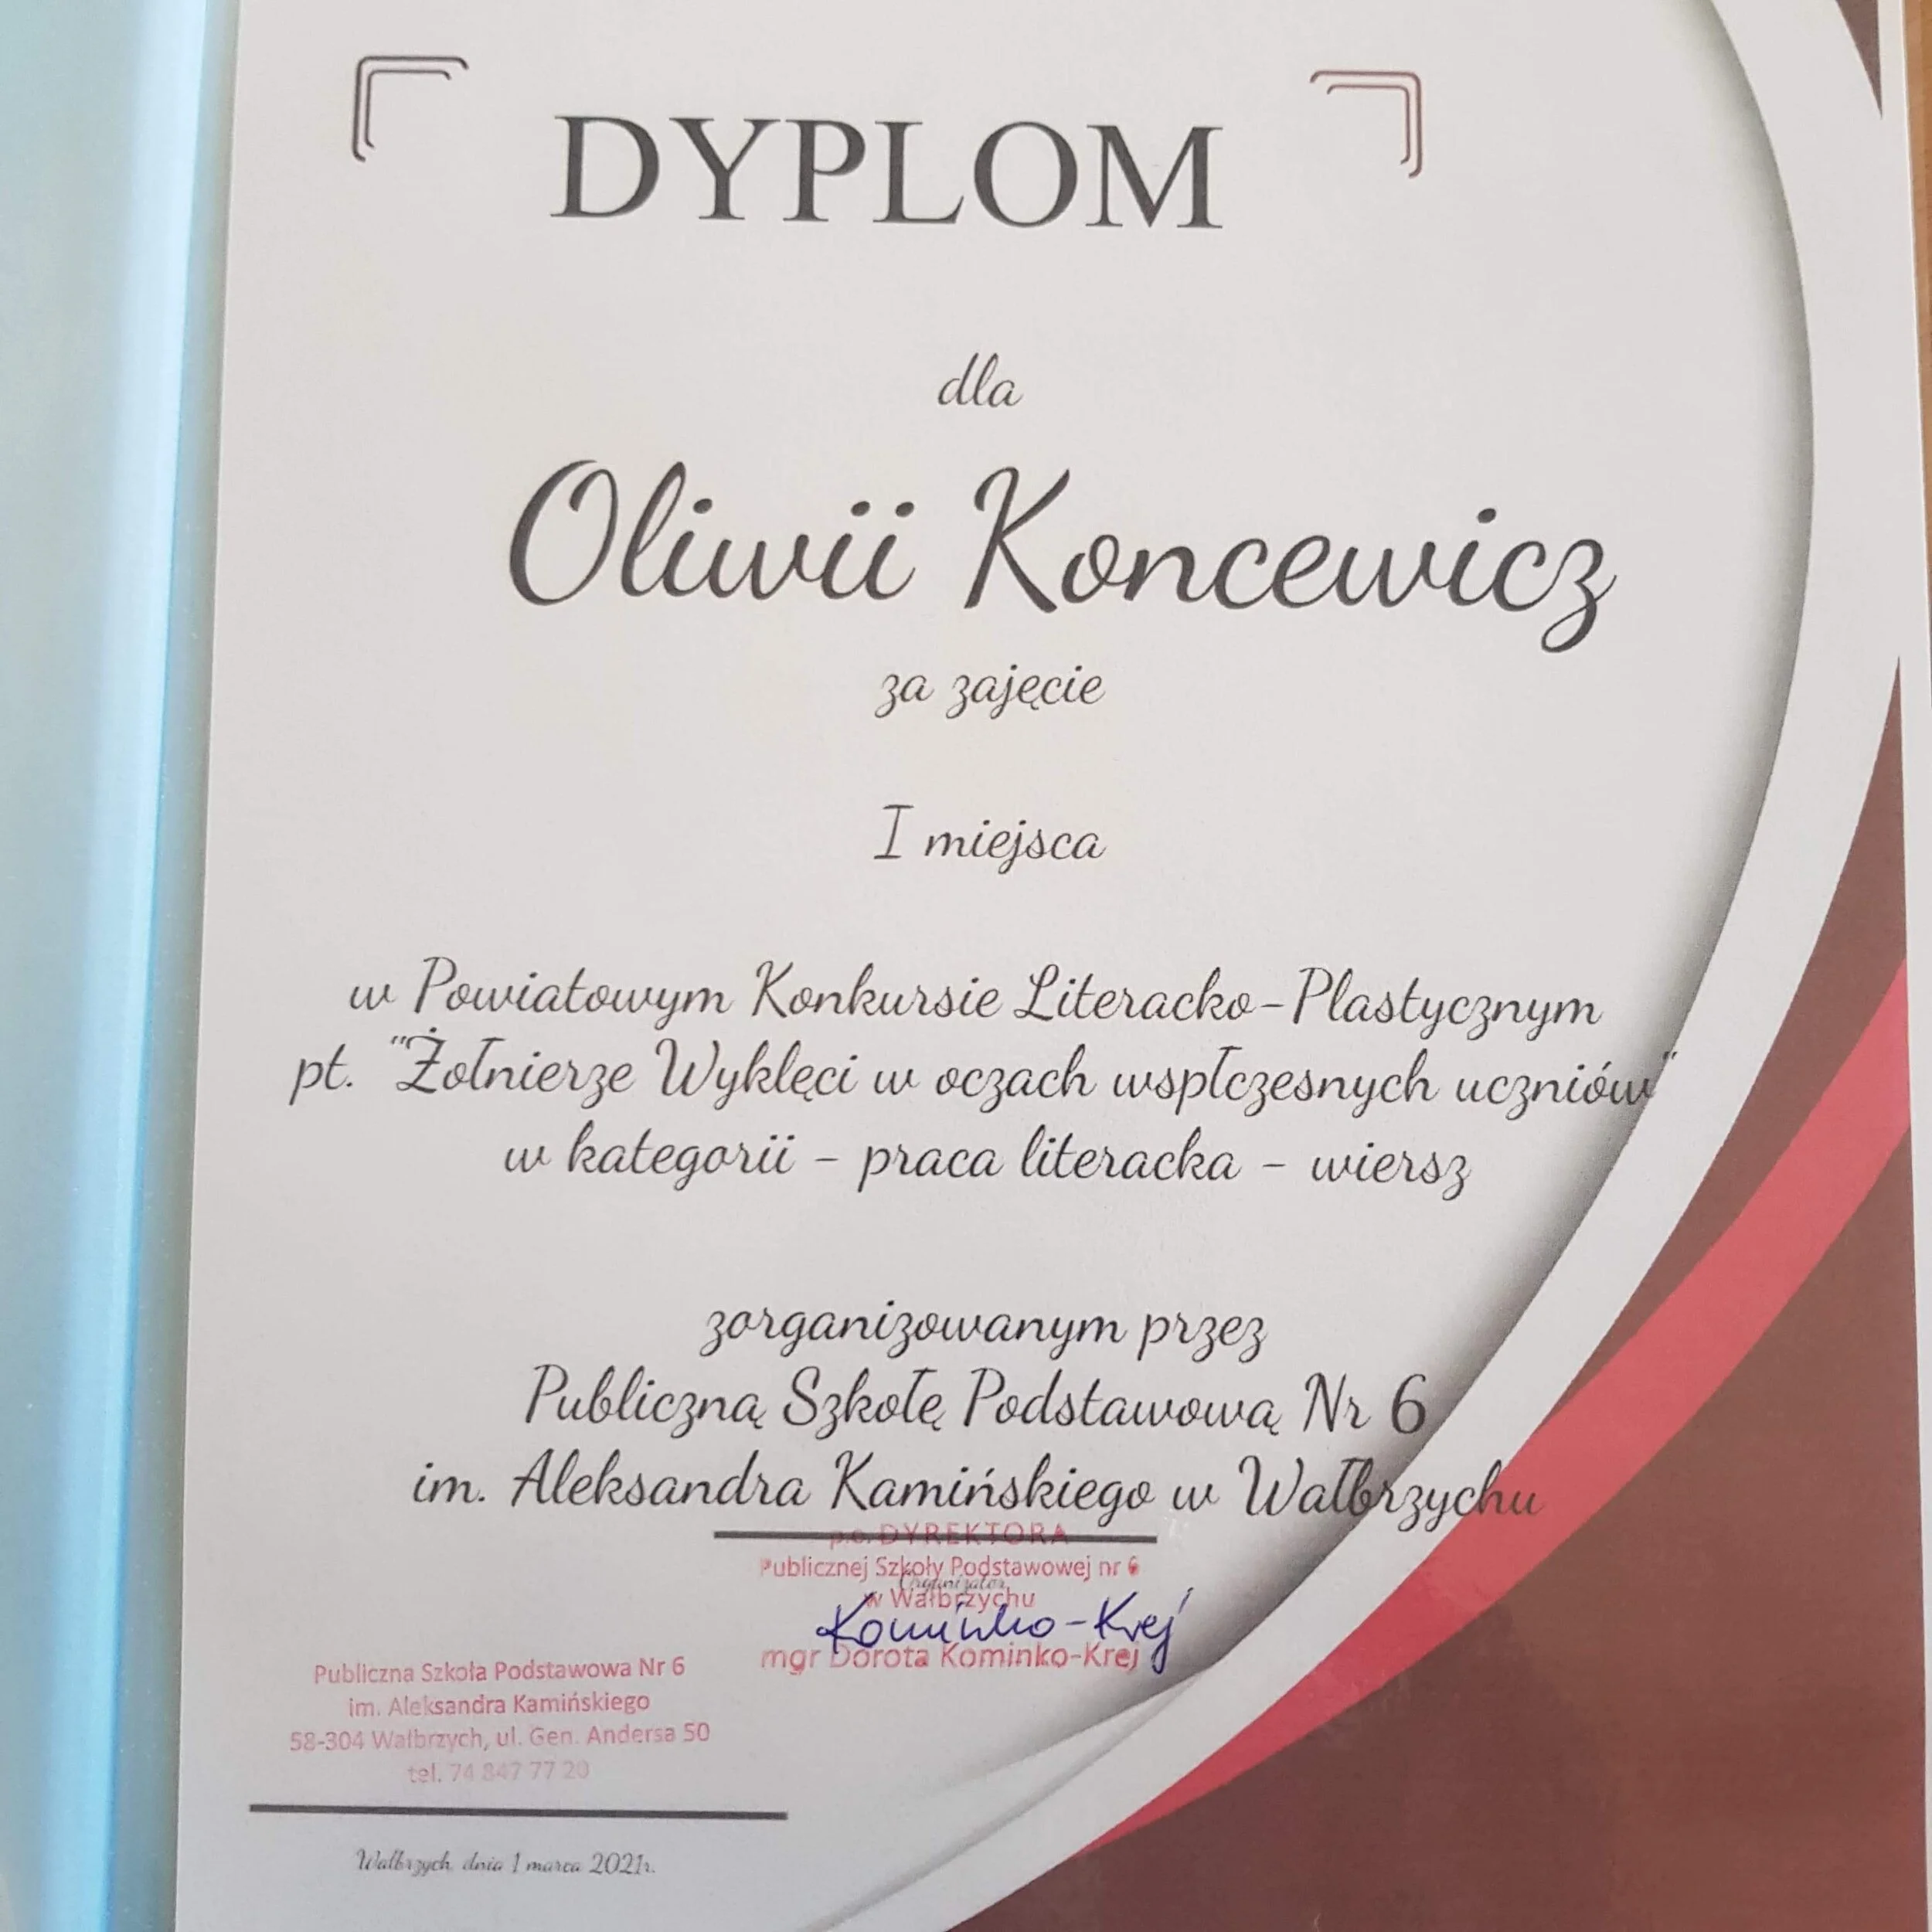 DYPLOM
dla
Oliwii Koncewicz
za zajęcie
I miejsca
w Powiatowym Konkursie Literacko-Plastycznym
pt. "Żołnierze Wyklęci w oczach wspłczesnych uczniów"
w kategorii - praca literacka - wiersz
zorganizowanym przez
Publiczną Szkołę Podstawową Nr 6
im. Aleksandra Kamińskiego w Wałbrzychu
p.o. DYREKTORA
Publicznej Szkoły Podstawowej nr 6
Organizator
w Wałbrzychu
Kominko-Krej
mgr Dorota Kominko-Krej
Publiczna Szkoła Podstawowa Nr 6
im. Aleksandra Kamińskiego
58-304 Wałbrzych, ul. Gen. Andersa 50
tel. 74 847 77 20
Wałbrzych, dnia 1 marca 2021r.